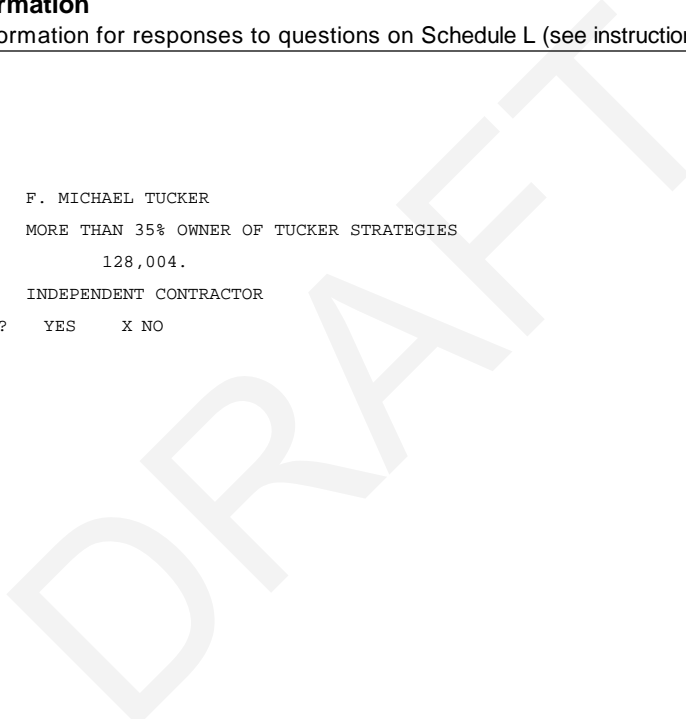 rmation
ormation for responses to questions on Schedule L (see instruction
F. MICHAEL TUCKER
MORE THAN 35% OWNER OF TUCKER STRATEGIES
128,004.
INDEPENDENT CONTRACTOR
? YES X NO
DRAFT